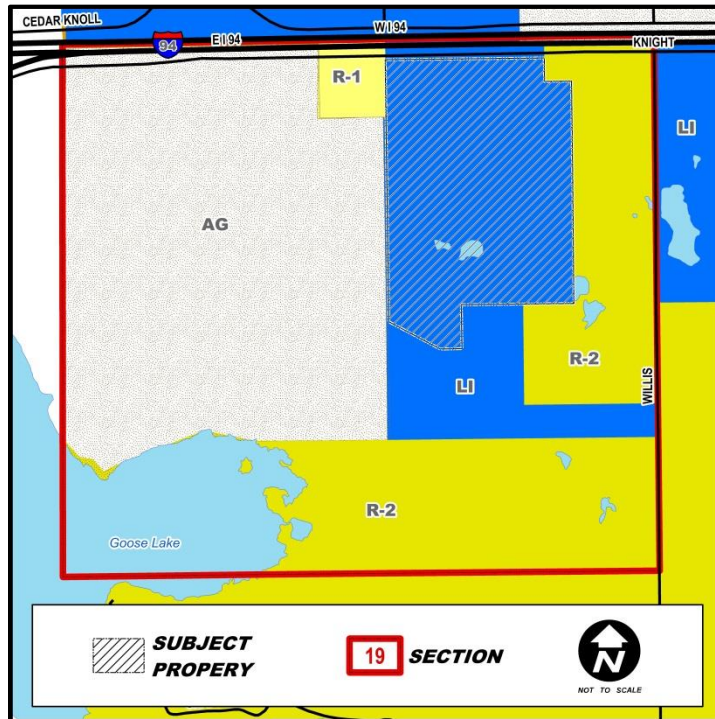 CEDAR KNOLL
W I 94
E I 94
94
KNIGHT
R-1
LI
AG
R-2
LI
WILLIS
R-2
Goose Lake
SUBJECT
PROPERY
19
SECTION
N
NOT TO SCALE